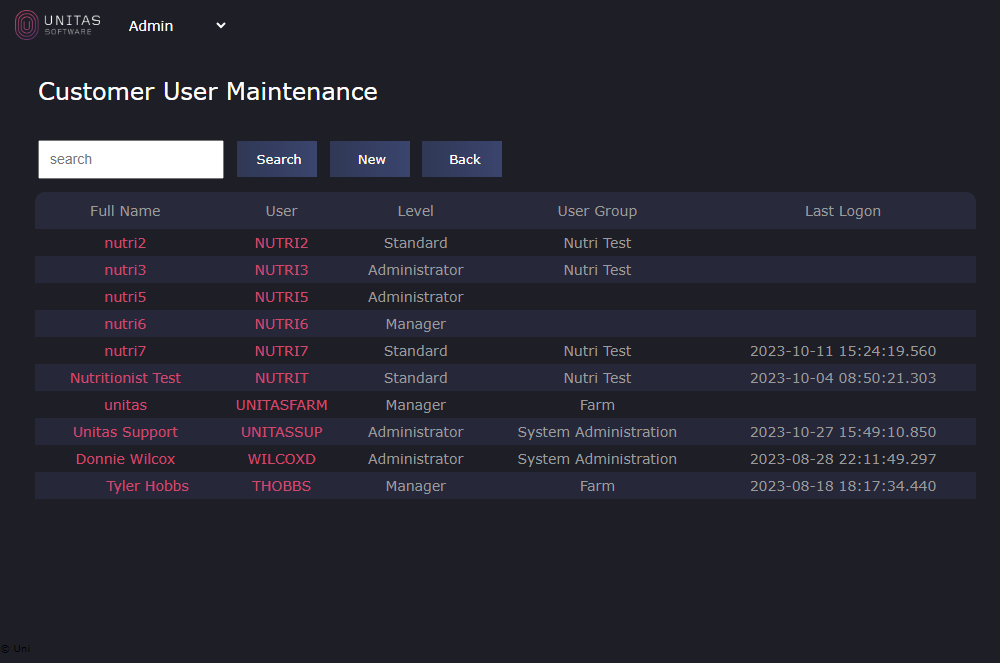 UNITAS
SOFTWARE
Admin
Customer User Maintenance
search Search New Back
Full Name User Level User Group Last Logon
nutri2 NUTRI2 Standard Nutri Test
nutri3 NUTRI3 Administrator Nutri Test
nutri5 NUTRI5 Administrator
nutri6 NUTRI6 Manager
nutri7 NUTRI7 Standard Nutri Test 2023-10-11 15:24:19.560
Nutritionist Test NUTRIT Standard Nutri Test 2023-10-04 08:50:21.303
unitas UNITASFARM Manager Farm
Unitas Support UNITASSUP Administrator System Administration 2023-10-27 15:49:10.850
Donnie Wilcox WILCOXD Administrator System Administration 2023-08-28 22:11:49.297
Tyler Hobbs THOBBS Manager Farm 2023-08-18 18:17:34.440
© Uni